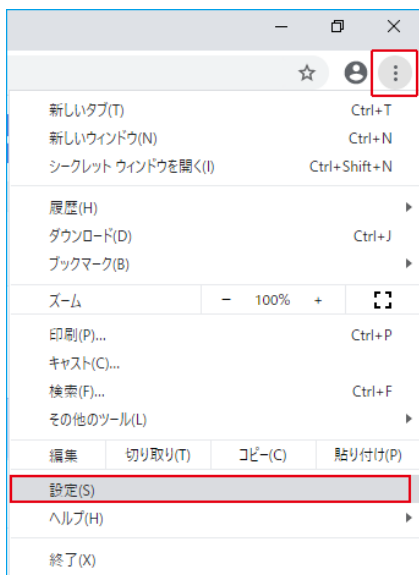 新しいタブ(T) Ctrl+T
新しいウィンドウ(N) Ctrl+N
シークレット ウィンドウを開く(I) Ctrl+Shift+N
履歴(H)
ダウンロード(D) Ctrl+J
ブックマーク(B)
ズーム − 100% +
印刷(P)... Ctrl+P
キャスト(C)...
検索(F)... Ctrl+F
その他のツール(L)
編集 切り取り(T) コピー(C) 貼り付け(P)
設定(S)
ヘルプ(H)
終了(X)